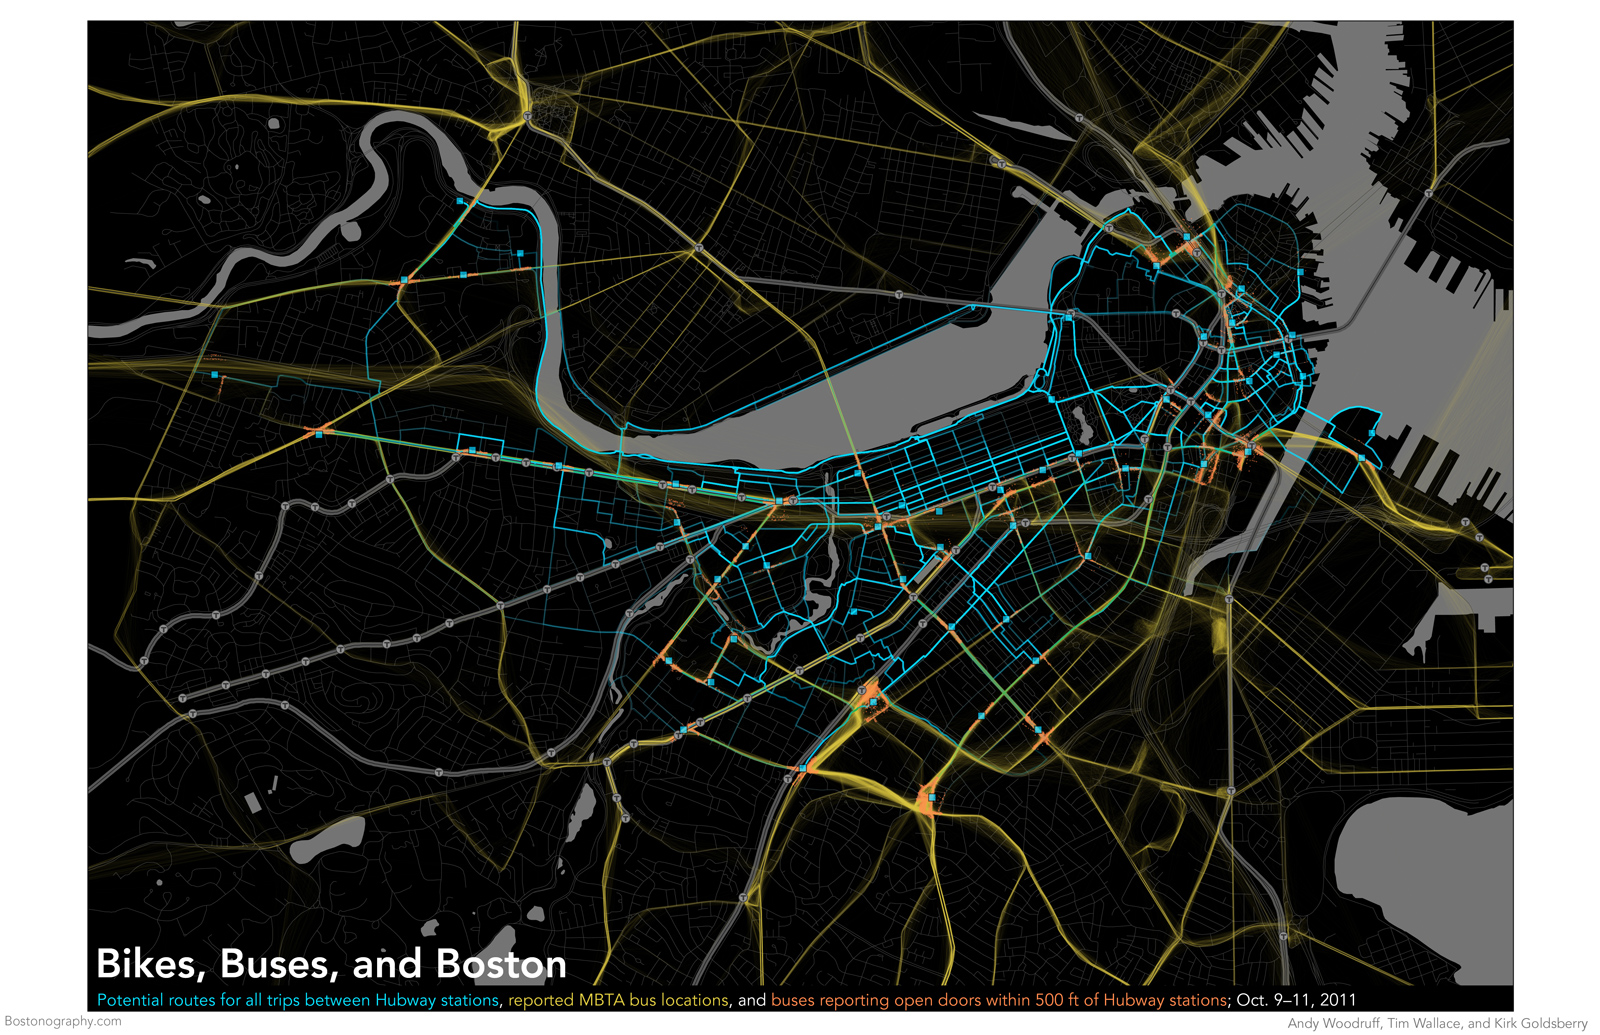 Bikes, Buses, and Boston
Potential routes for all trips between Hubway stations, reported MBTA bus locations, and buses reporting open doors within 500 ft of Hubway stations; Oct. 9–11, 2011
Bostonography.com
Andy Woodruff, Tim Wallace, and Kirk Goldsberry